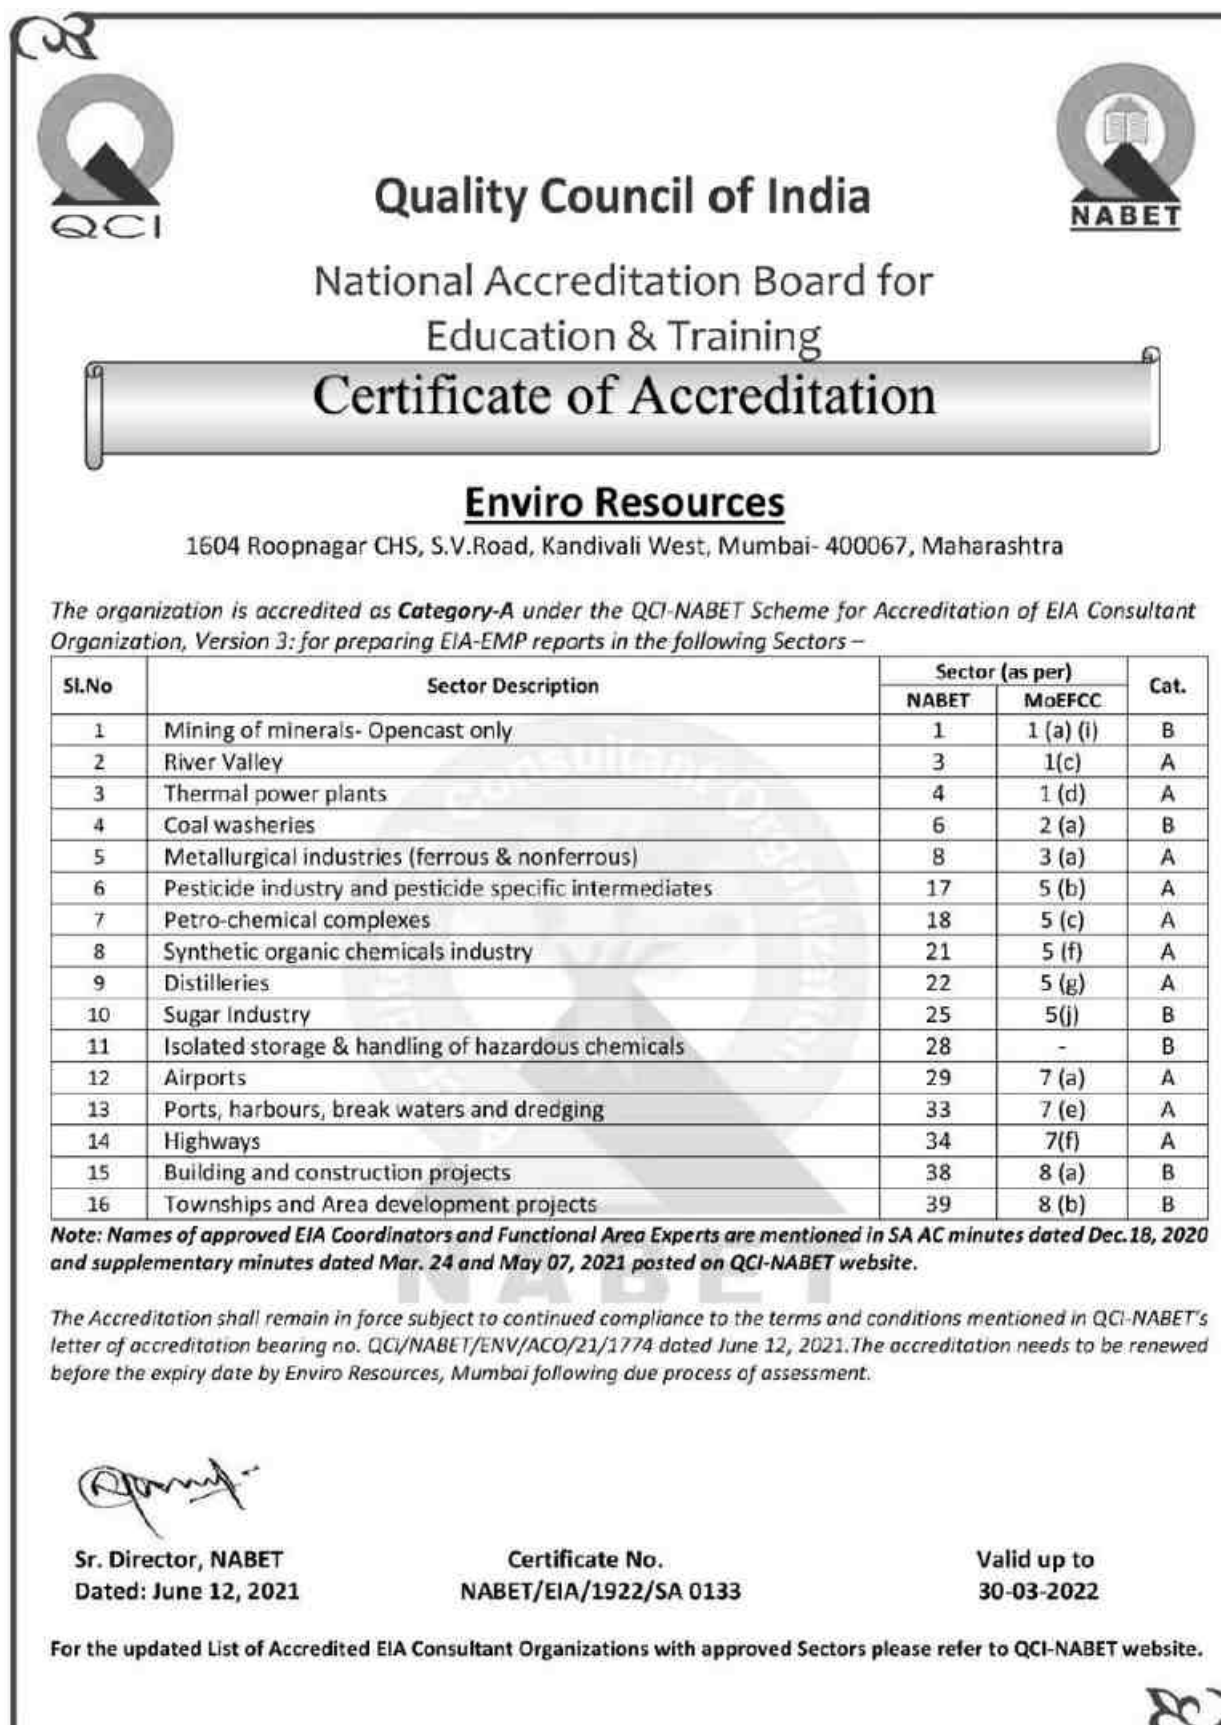 QCI
NABET
Quality Council of India
National Accreditation Board for
Education & Training
Certificate of Accreditation
Enviro Resources
1604 Roopnagar CHS, S.V.Road, Kandivali West, Mumbai- 400067, Maharashtra
The organization is accredited as Category-A under the QCI-NABET Scheme for Accreditation of EIA Consultant
Organization, Version 3: for preparing EIA-EMP reports in the following Sectors –
Sl.No Sector Description Sector (as per) Cat.
NABET MoEFCC
1 Mining of minerals- Opencast only 1 1 (a) (i) B
2 River Valley 3 1(c) A
3 Thermal power plants 4 1 (d) A
4 Coal washeries 6 2 (a) B
5 Metallurgical industries (ferrous & nonferrous) 8 3 (a) A
6 Pesticide industry and pesticide specific intermediates 17 5 (b) A
7 Petro-chemical complexes 18 5 (c) A
8 Synthetic organic chemicals industry 21 5 (f) A
9 Distilleries 22 5 (g) A
10 Sugar Industry 25 5(j) B
11 Isolated storage & handling of hazardous chemicals 28 - B
12 Airports 29 7 (a) A
13 Ports, harbours, break waters and dredging 33 7 (e) A
14 Highways 34 7(f) A
15 Building and construction projects 38 8 (a) B
16 Townships and Area development projects 39 8 (b) B
Note: Names of approved EIA Coordinators and Functional Area Experts are mentioned in SA AC minutes dated Dec.18, 2020
and supplementary minutes dated Mar. 24 and May 07, 2021 posted on QCI-NABET website.
NABET
The Accreditation shall remain in force subject to continued compliance to the terms and conditions mentioned in QCI-NABET's
letter of accreditation bearing no. QCI/NABET/ENV/ACO/21/1774 dated June 12, 2021.The accreditation needs to be renewed
before the expiry date by Enviro Resources, Mumbai following due process of assessment.
Sr. Director, NABET Certificate No. Valid up to
Dated: June 12, 2021 NABET/EIA/1922/SA 0133 30-03-2022
For the updated List of Accredited EIA Consultant Organizations with approved Sectors please refer to QCI-NABET website.